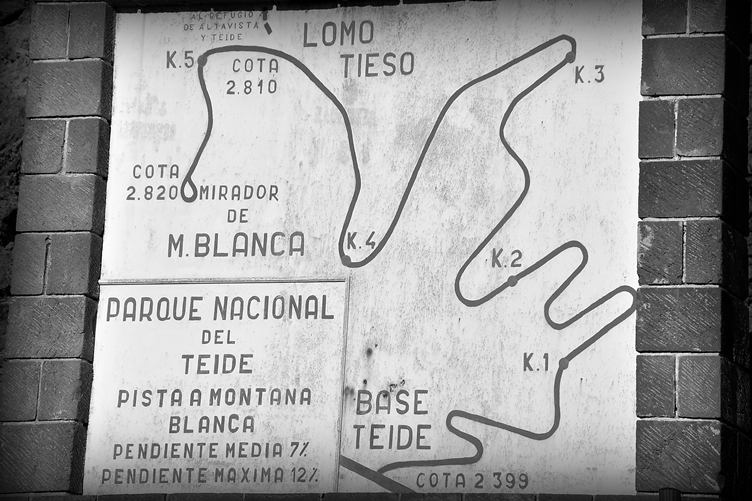 AL REFUGIO
DE ALTAVISTA
Y TEIDE
LOMO
TIESO
K.5
COTA
2.810
K.3
COTA
2.820
MIRADOR
DE
M.BLANCA
K.4
K.2
PARQUE NACIONAL
DEL
TEIDE
PISTA A MONTANA
BLANCA
PENDIENTE MEDIA 7%
PENDIENTE MAXIMA 12%
K.1
BASE
TEIDE
COTA 2 399